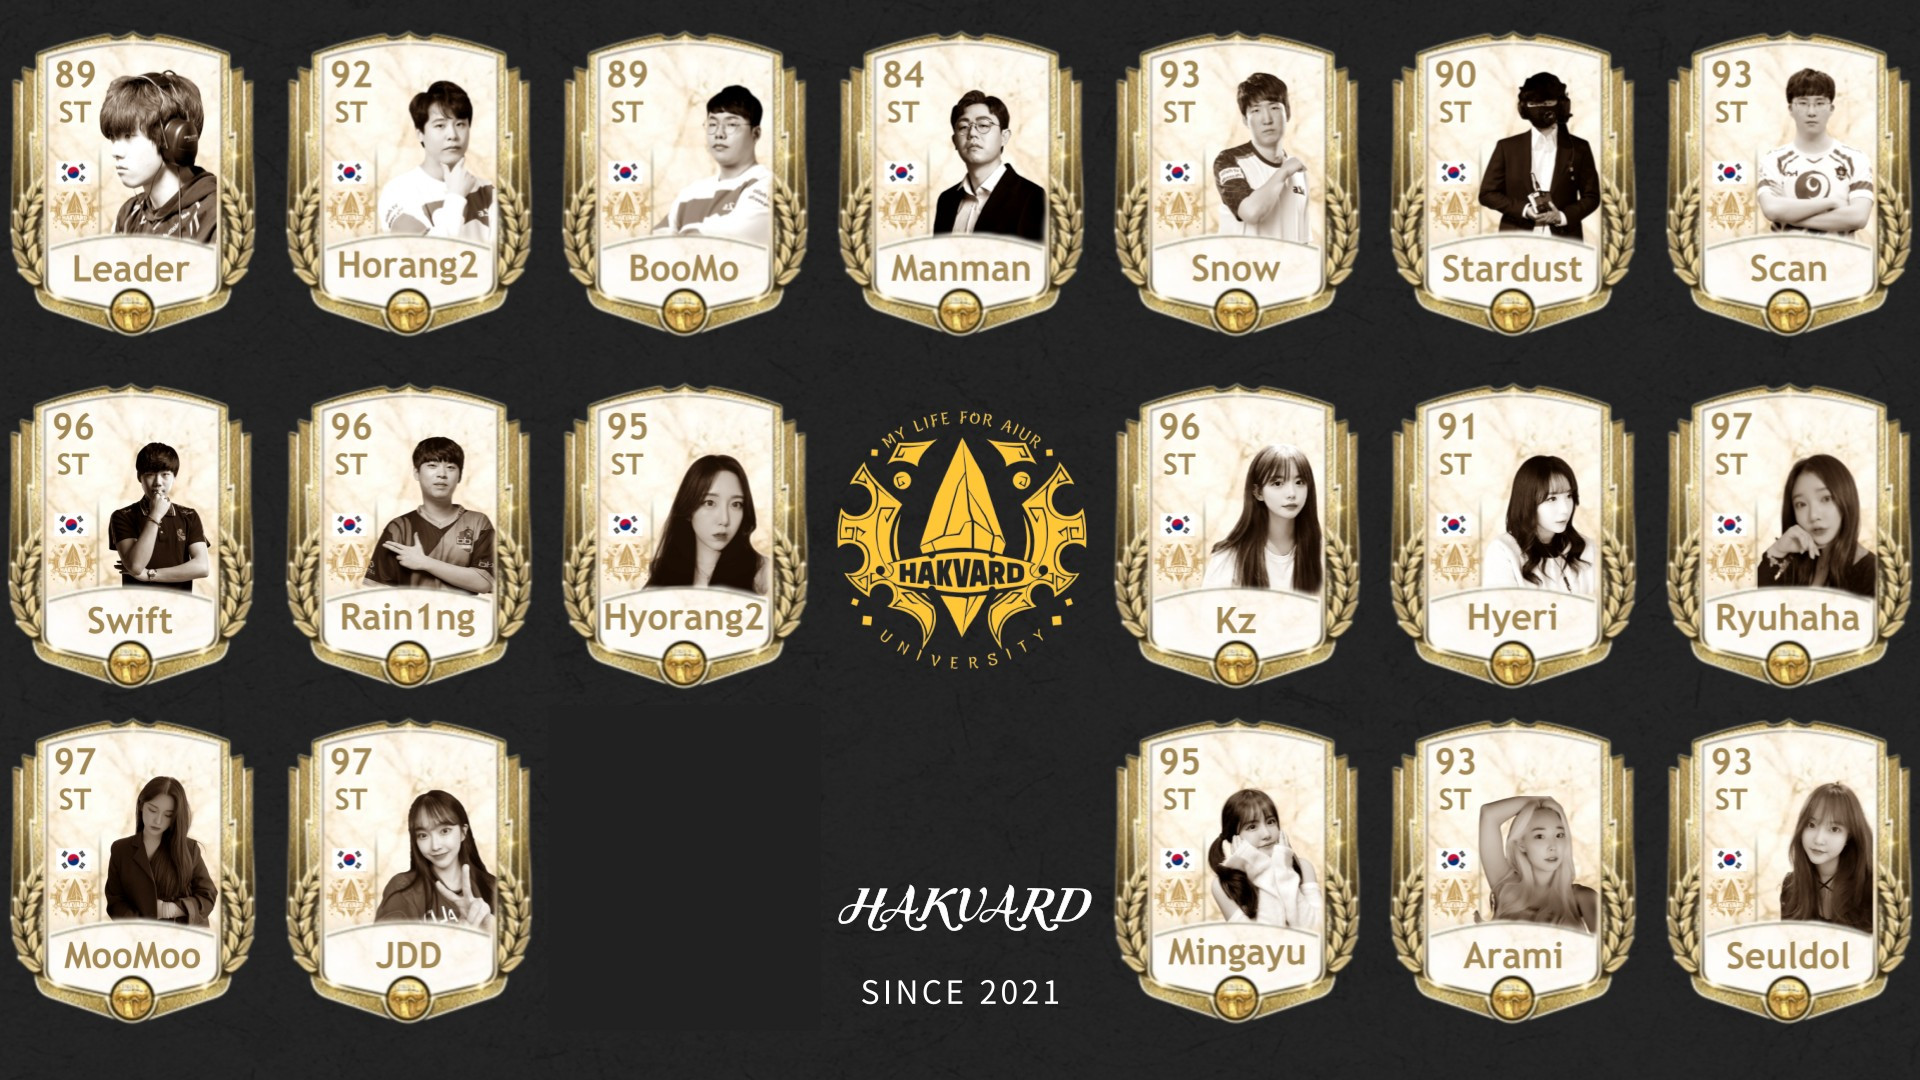 89
ST
Leader
92
ST
Horang2
89
ST
BooMo
84
ST
Manman
93
ST
Snow
90
ST
Stardust
93
ST
Scan
96
ST
Swift
96
ST
Rain1ng
95
ST
Hyorang2
MY LIFE FOR AIUR
HAKVARD
UNIVERSITY
96
ST
Kz
91
ST
Hyeri
97
ST
Ryuhaha
97
ST
MooMoo
97
ST
JDD
HAKVARD
SINCE 2021
95
ST
Mingayu
93
ST
Arami
93
ST
Seuldol